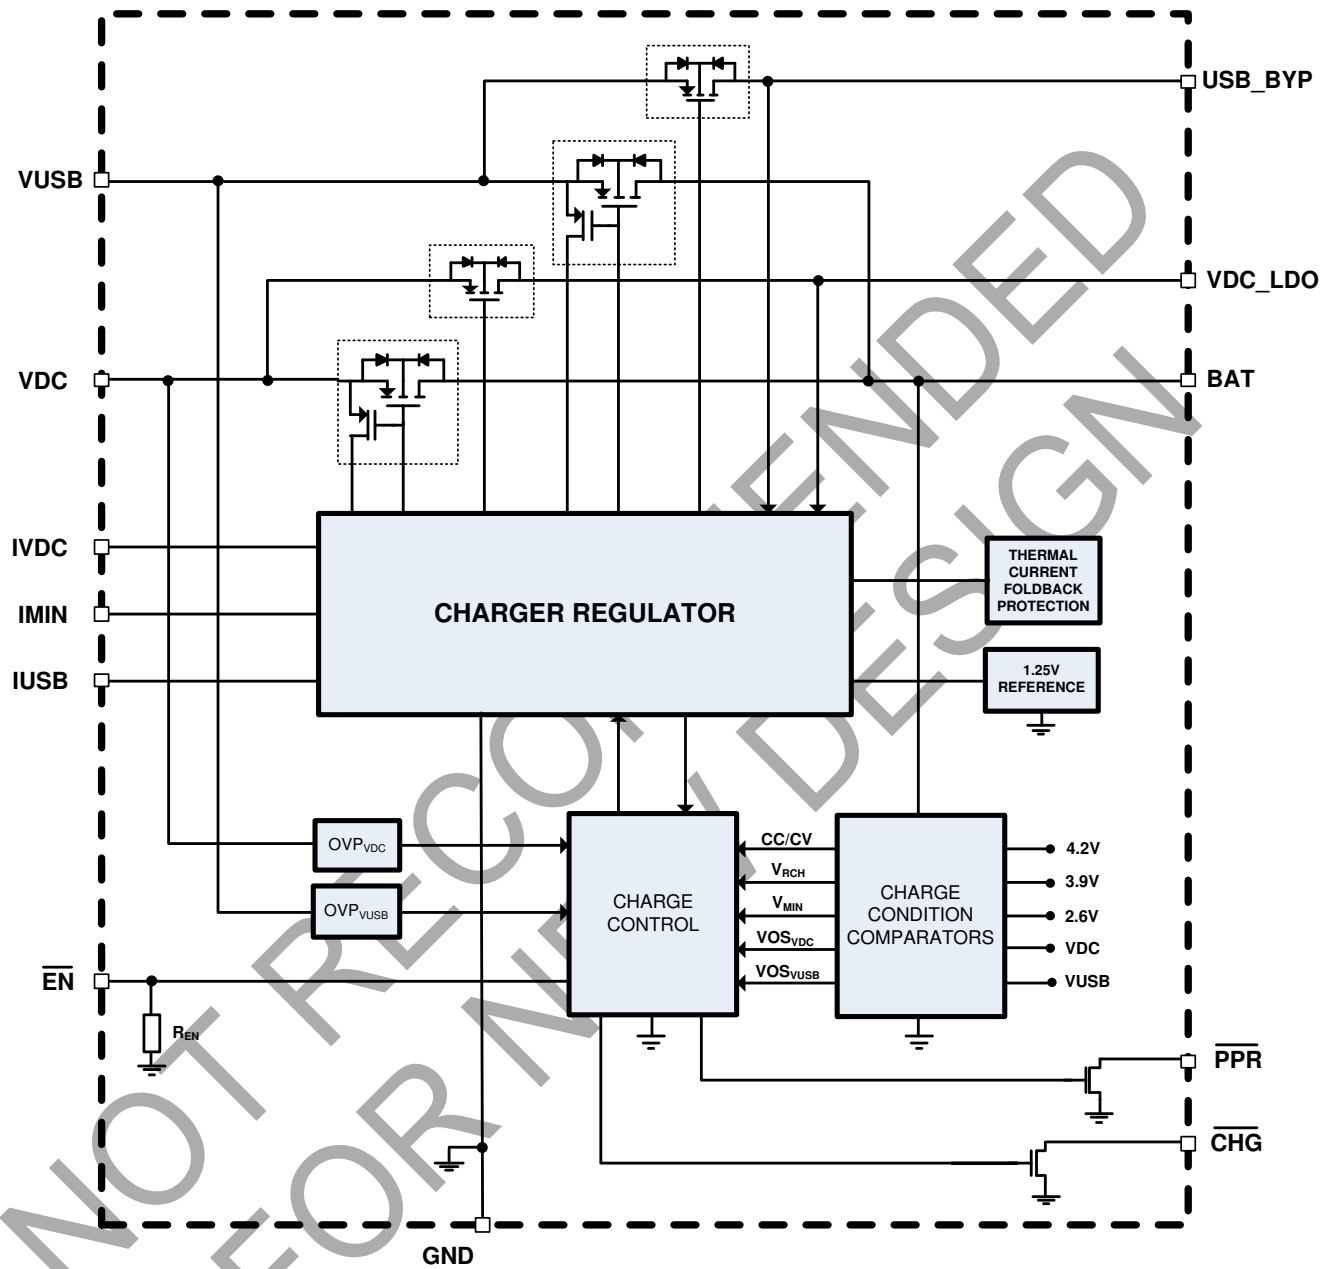 USB_BYP
VUSB
VDC_LDO
VDC
BAT
IVDC
IMIN
IUSB
CHARGER REGULATOR
THERMAL
CURRENT
FOLDBACK
PROTECTION
1.25V
REFERENCE
OVPVDC
OVPVUSB
CHARGE
CONTROL
CC/CV
VRCH
VMIN
VOSVDC
VOSVUSB
CHARGE
CONDITION
COMPARATORS
4.2V
3.9V
2.6V
VDC
VUSB
EN
REN
PPR
CHG
GND
NOT RECOMMENDED
FOR NEW DESIGN